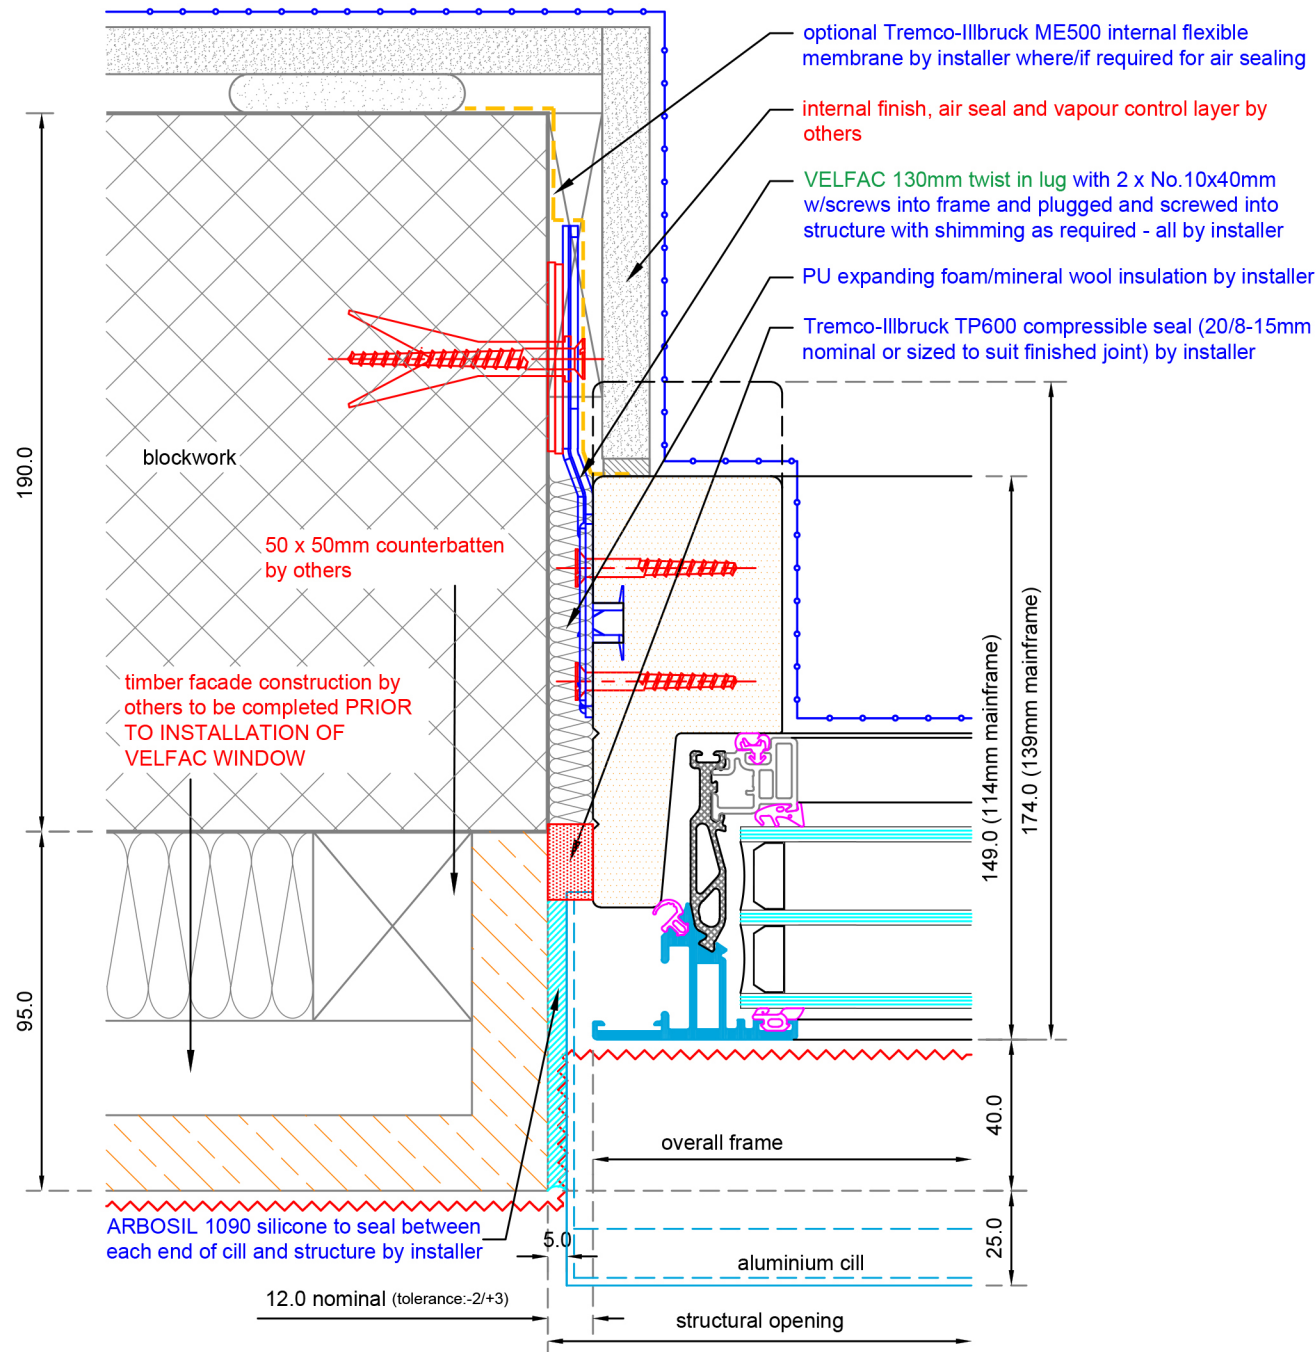 optional Tremco-Illbruck ME500 internal flexible
membrane by installer where/if required for air sealing
internal finish, air seal and vapour control layer by
others
VELFAC 130mm twist in lug with 2 x No.10x40mm
w/screws into frame and plugged and screwed into
structure with shimming as required - all by installer
PU expanding foam/mineral wool insulation by installer
Tremco-Illbruck TP600 compressible seal (20/8-15mm
nominal or sized to suit finished joint) by installer
190.0
blockwork
50 x 50mm counterbatten
by others
timber facade construction by
others to be completed PRIOR
TO INSTALLATION OF
VELFAC WINDOW
149.0 (114mm mainframe)
174.0 (139mm mainframe)
95.0
40.0
overall frame
25.0
ARBOSIL 1090 silicone to seal between
each end of cill and structure by installer
5.0
aluminium cill
12.0 nominal (tolerance:-2/+3)
structural opening